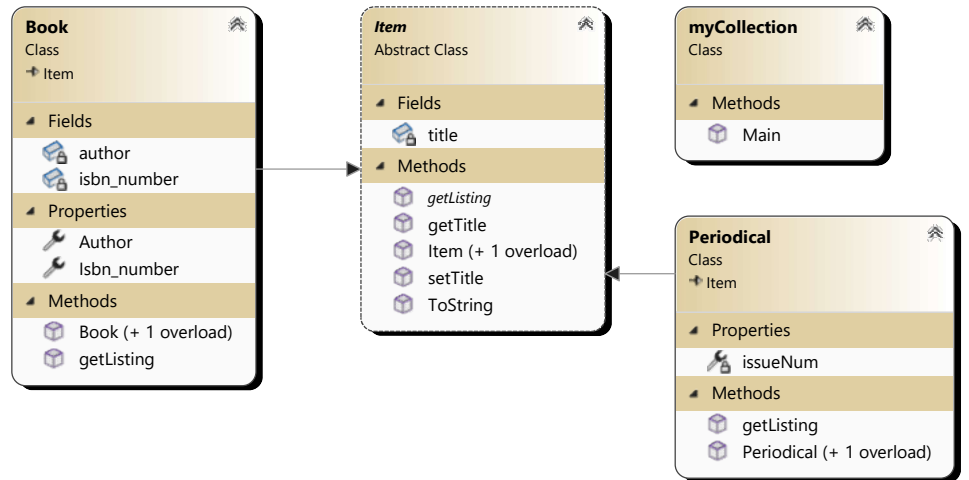 Book
Class
Item
Fields
author
isbn_number
Properties
Author
Isbn_number
Methods
Book (+ 1 overload)
getListing
Item
Abstract Class
Fields
title
Methods
getListing
getTitle
Item (+ 1 overload)
setTitle
ToString
myCollection
Class
Methods
Main
Periodical
Class
Item
Properties
issueNum
Methods
getListing
Periodical (+ 1 overload)